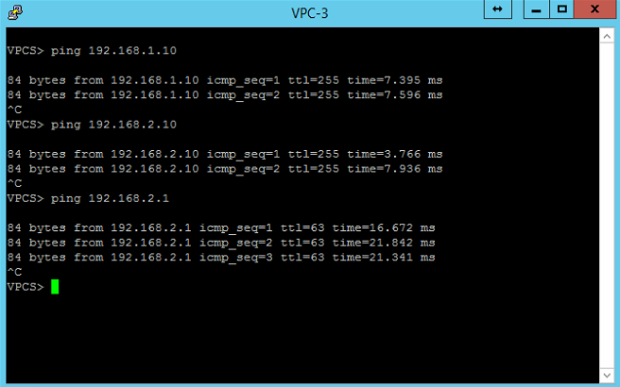 VPC-3
VPCS> ping 192.168.1.10
84 bytes from 192.168.1.10 icmp_seq=1 ttl=255 time=7.395 ms
84 bytes from 192.168.1.10 icmp_seq=2 ttl=255 time=7.596 ms
^C
VPCS> ping 192.168.2.10
84 bytes from 192.168.2.10 icmp_seq=1 ttl=255 time=3.766 ms
84 bytes from 192.168.2.10 icmp_seq=2 ttl=255 time=7.936 ms
^C
VPCS> ping 192.168.2.1
84 bytes from 192.168.2.1 icmp_seq=1 ttl=63 time=16.672 ms
84 bytes from 192.168.2.1 icmp_seq=2 ttl=63 time=21.842 ms
84 bytes from 192.168.2.1 icmp_seq=3 ttl=63 time=21.341 ms
^C
VPCS>